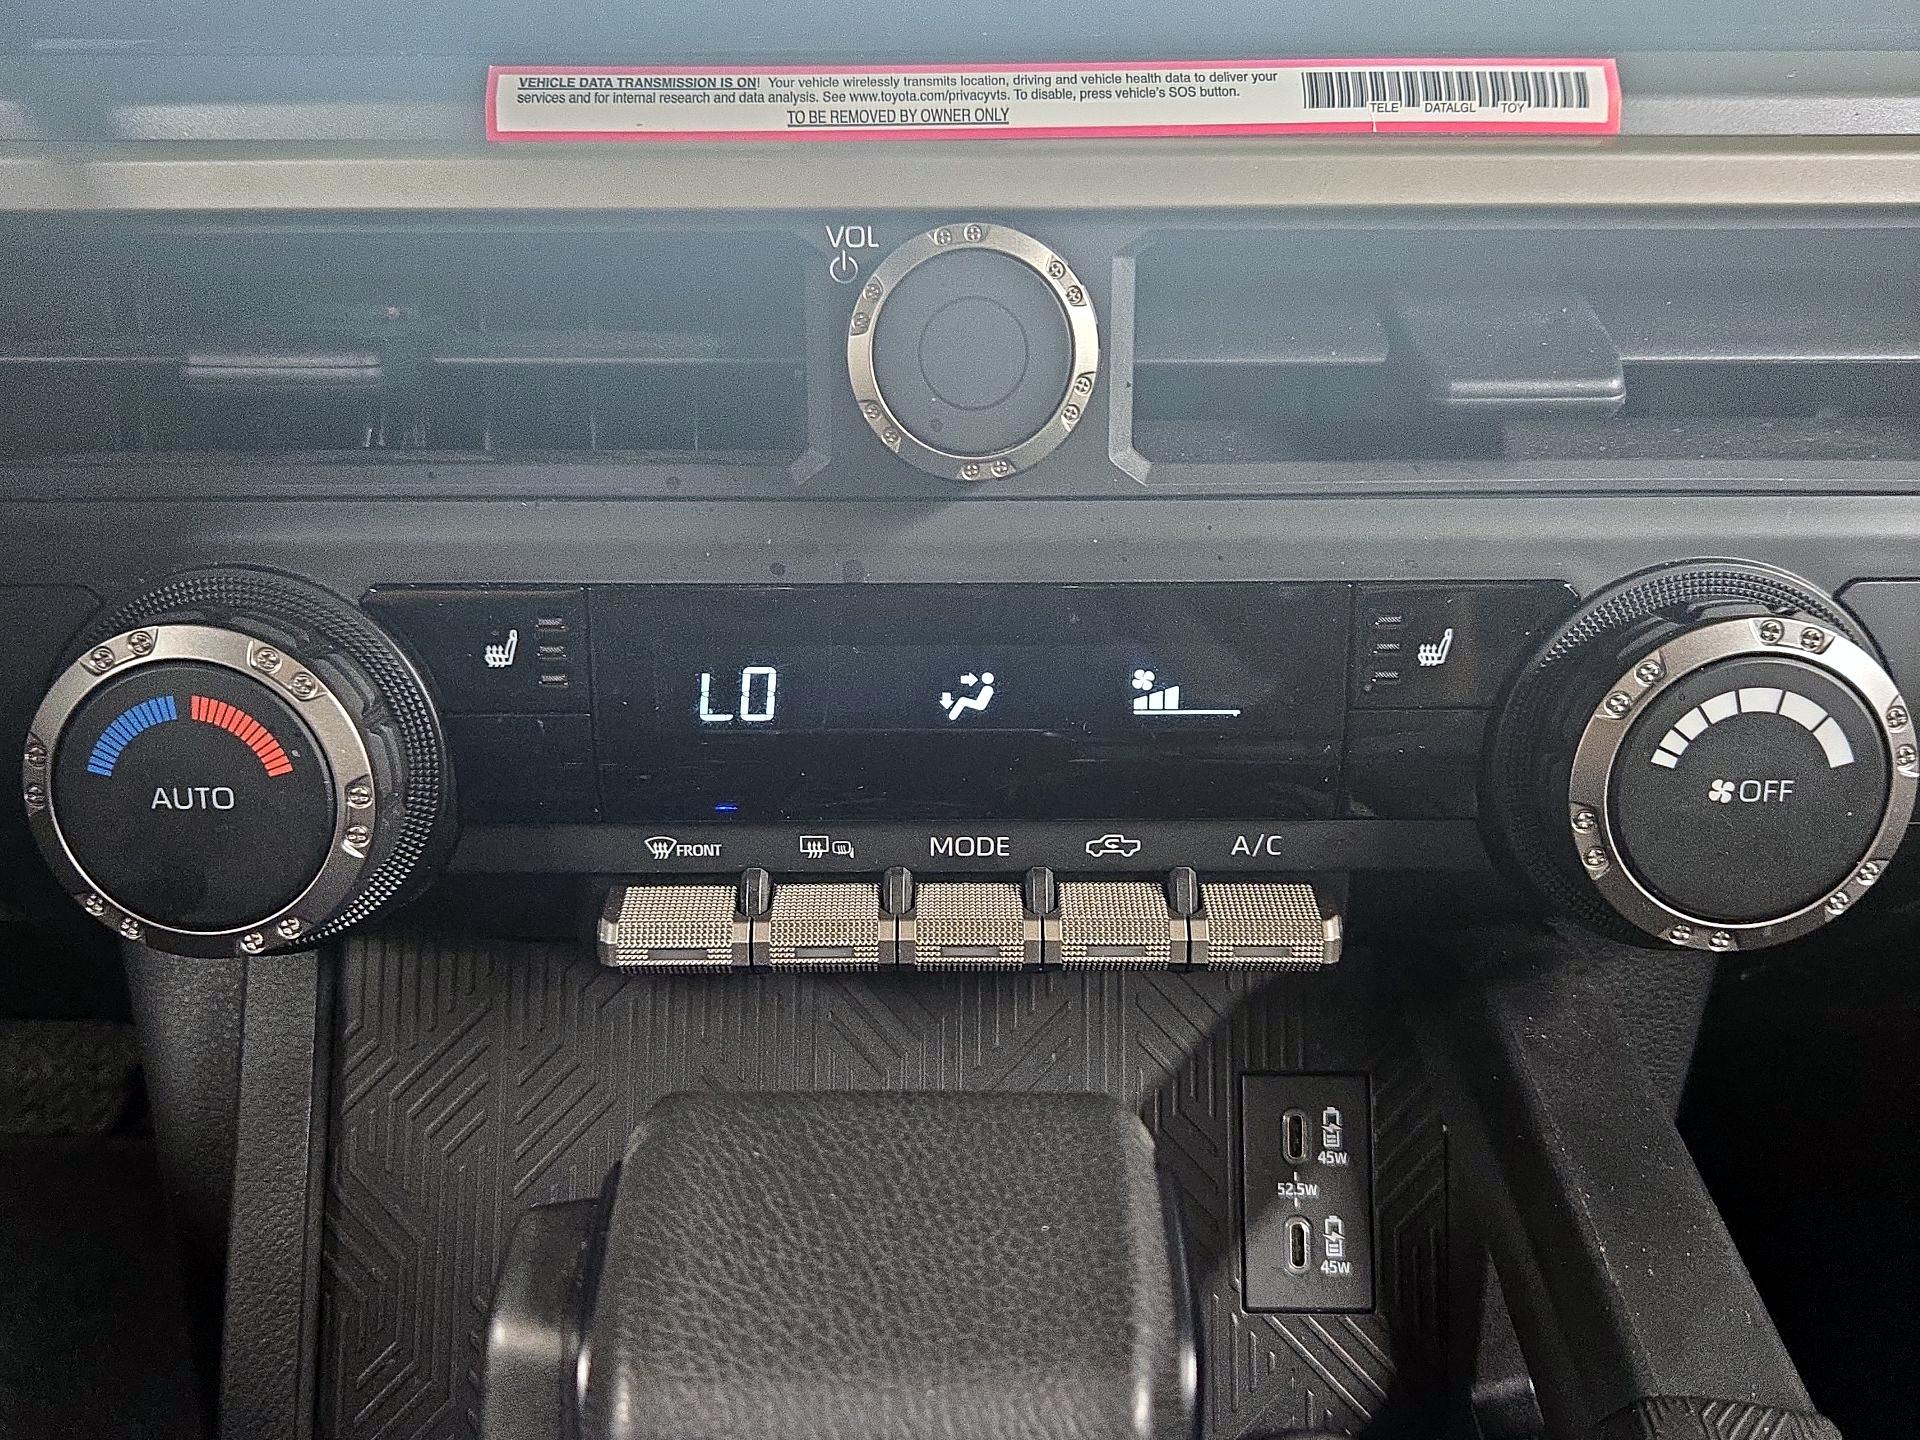 VEHICLE DATA TRANSMISSION IS ON! Your vehicle wirelessly transmits location, driving and vehicle health data to deliver your
services and for internal research and data analysis. See www.toyota.com/privacyvts. To disable, press vehicle's SOS button.
TO BE REMOVED BY OWNER ONLY
TELE DATALGL TOY
VOL
LO
AUTO
OFF
FRONT
MODE
A/C
45W
52.5W
45W